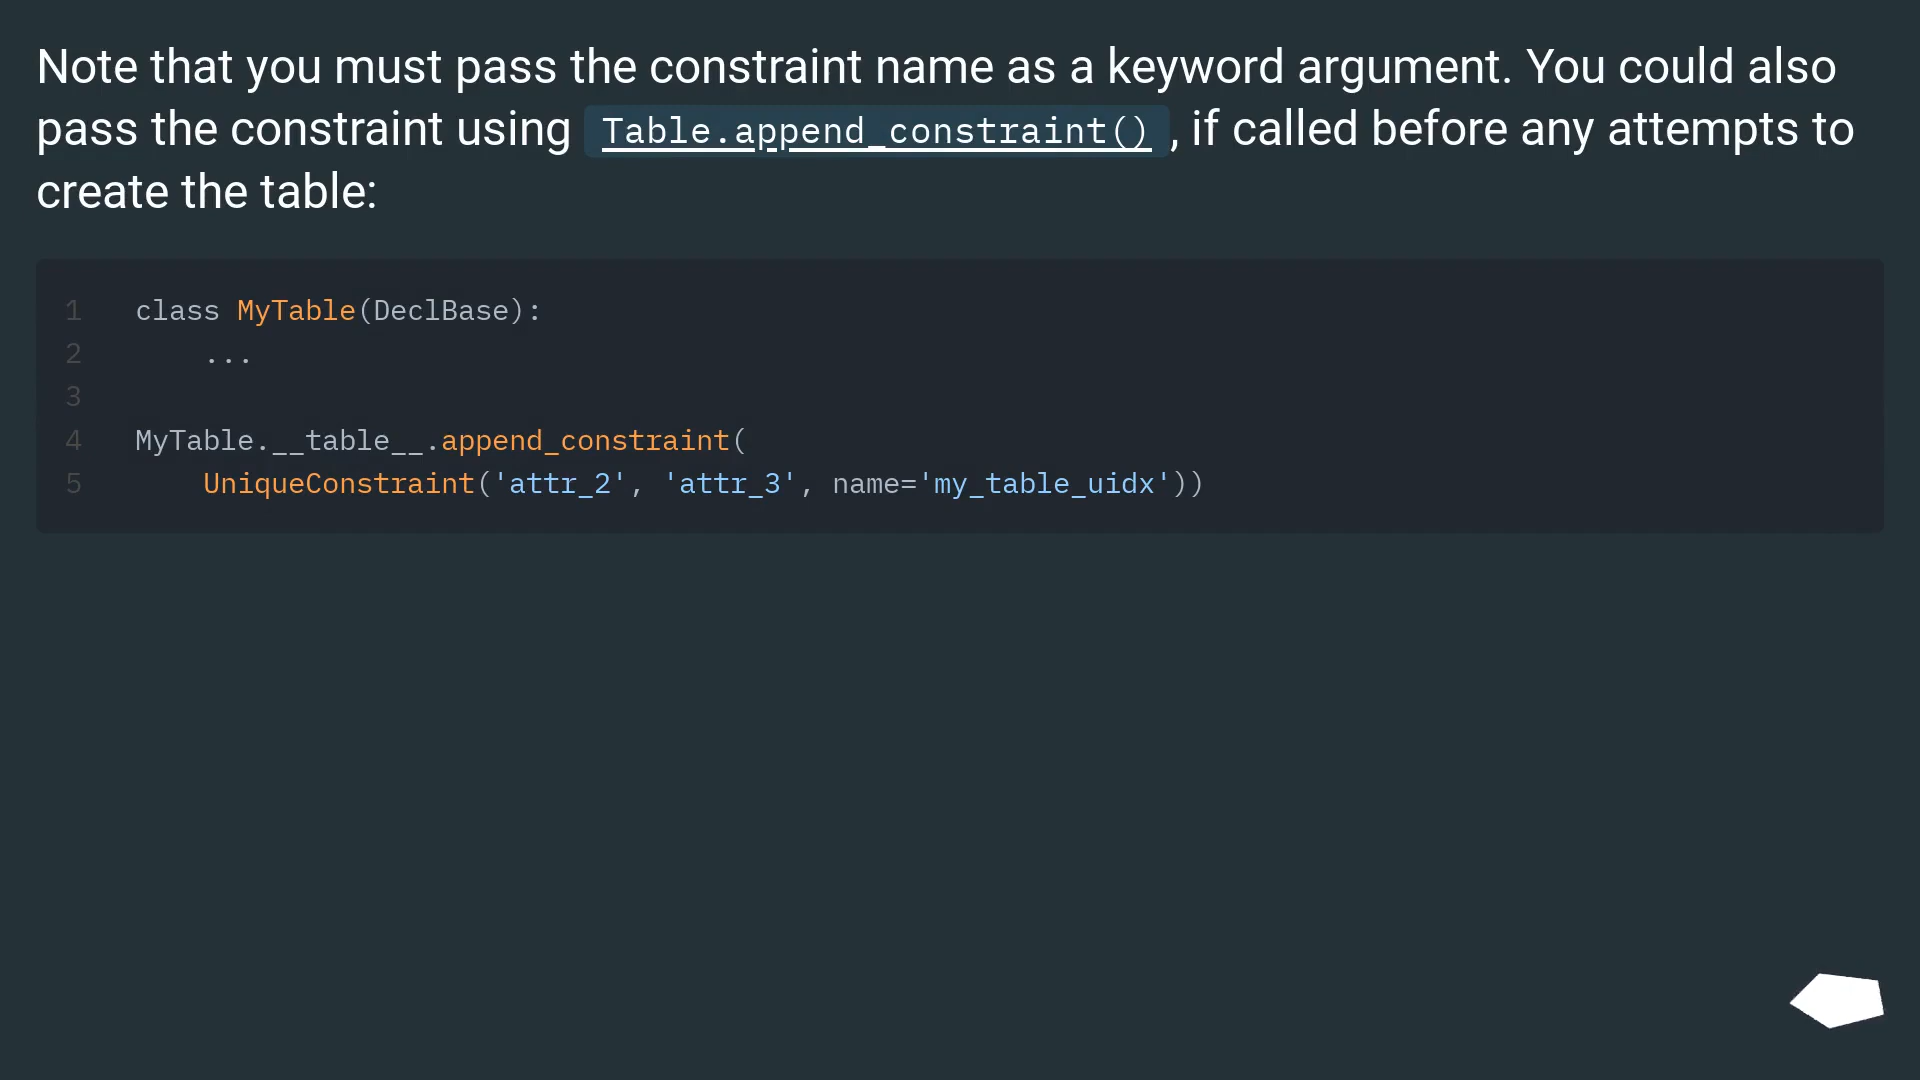 Note that you must pass the constraint name as a keyword argument. You could also
pass the constraint using Table.append_constraint(), if called before any attempts to
create the table:
1 class MyTable(DeclBase):
2     ...
3
4 MyTable.__table__.append_constraint(
5     UniqueConstraint('attr_2', 'attr_3', name='my_table_uidx'))